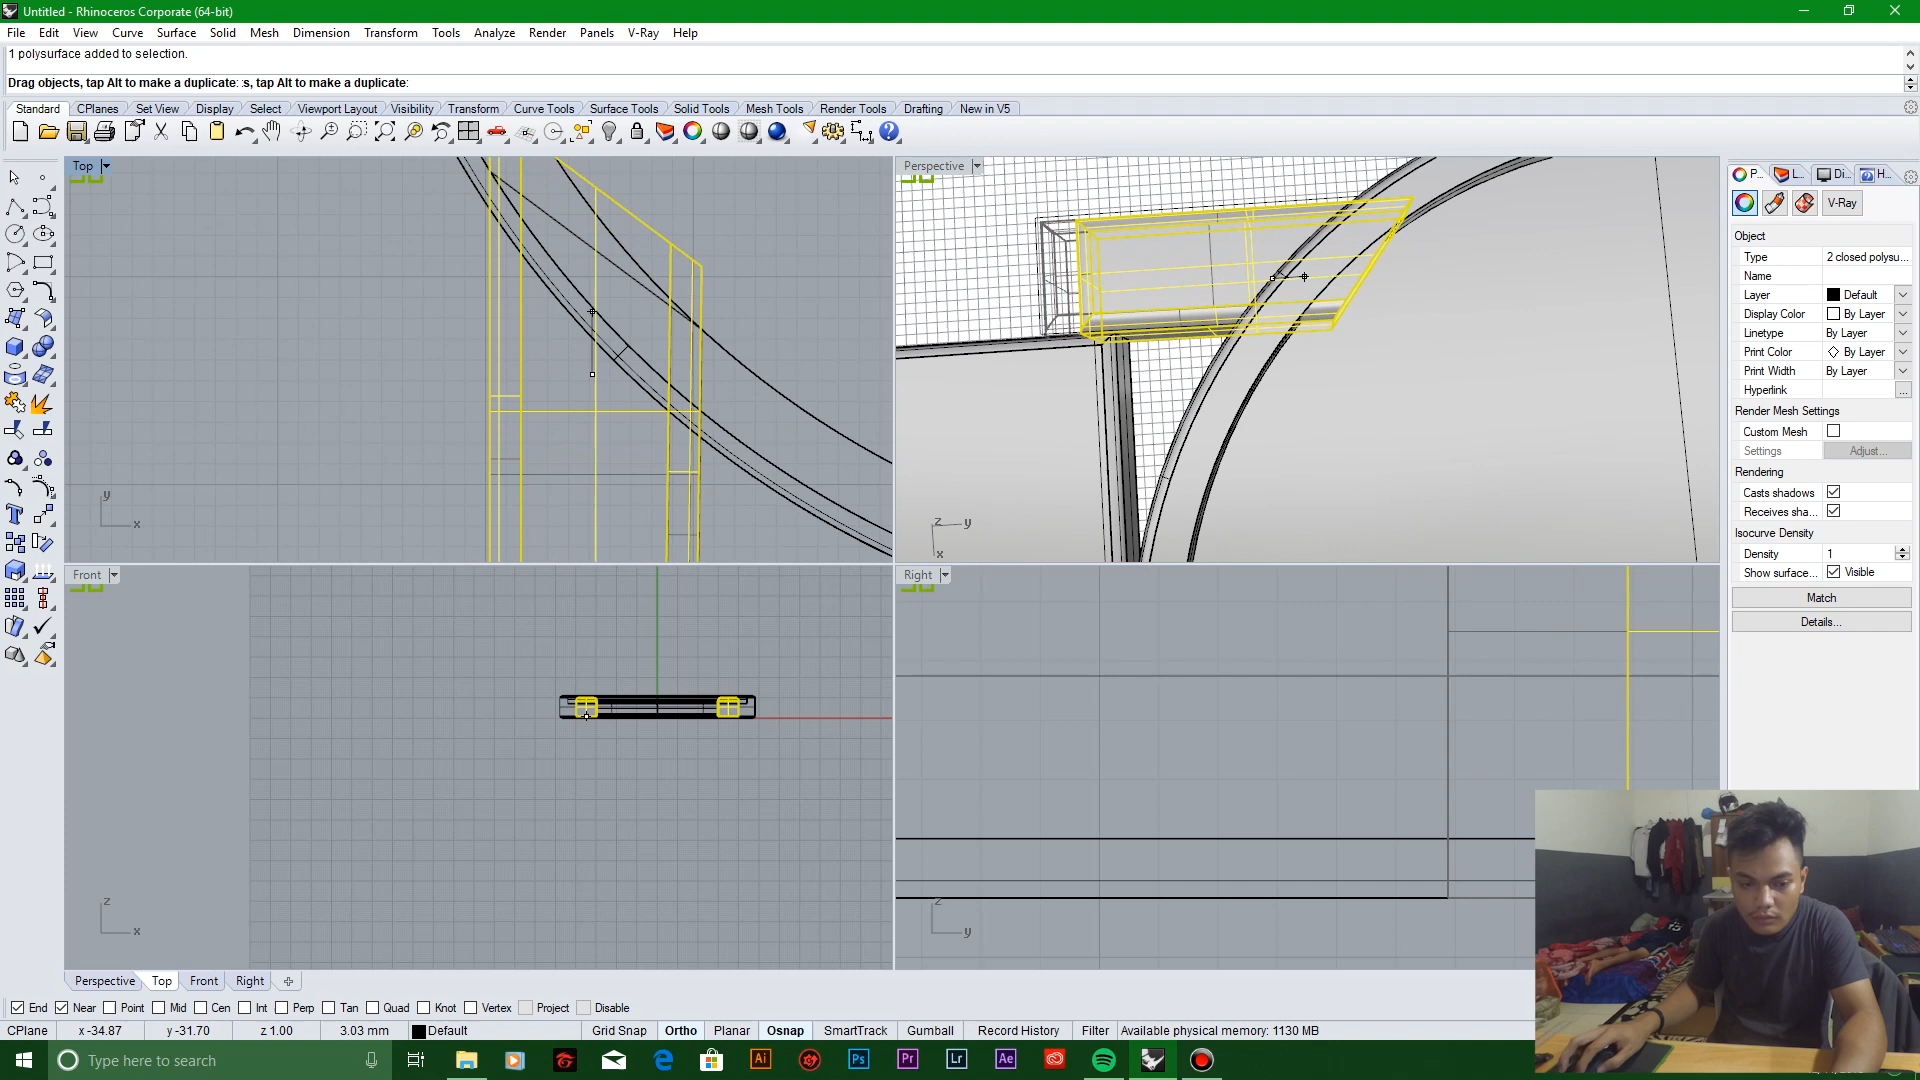 Untitled - Rhinoceros Corporate (64-bit)
File Edit View Curve Surface Solid Mesh Dimension Transform Tools Analyze Render Panels V-Ray Help
1 polysurface added to selection.
Drag objects, tap Alt to make a duplicate: s, tap Alt to make a duplicate:
Standard CPlanes Set View Display Select Viewport Layout Visibility Transform Curve Tools Surface Tools Solid Tools Mesh Tools Render Tools Drafting New in V5
Top
Perspective
P... L... Di... H...
V-Ray
Object
Type 2 closed polysu...
Name
Layer Default
Display Color By Layer
Linetype By Layer
Print Color By Layer
Print Width By Layer
Hyperlink ...
Render Mesh Settings
Custom Mesh
Settings Adjust...
Rendering
Casts shadows
Receives sha...
Isocurve Density
Density 1
Show surface... Visible
Match
Details...
y
x
z y
x
Front
Right
z
x
z
y
Perspective Top Front Right
End Near Point Mid Cen Int Perp Tan Quad Knot Vertex Project Disable
CPlane x -34.87 y -31.70 z 1.00 3.03 mm Default Grid Snap Ortho Planar Osnap SmartTrack Gumball Record History Filter Available physical memory: 1130 MB
Type here to search
Ai Ps Pr Lr Ae